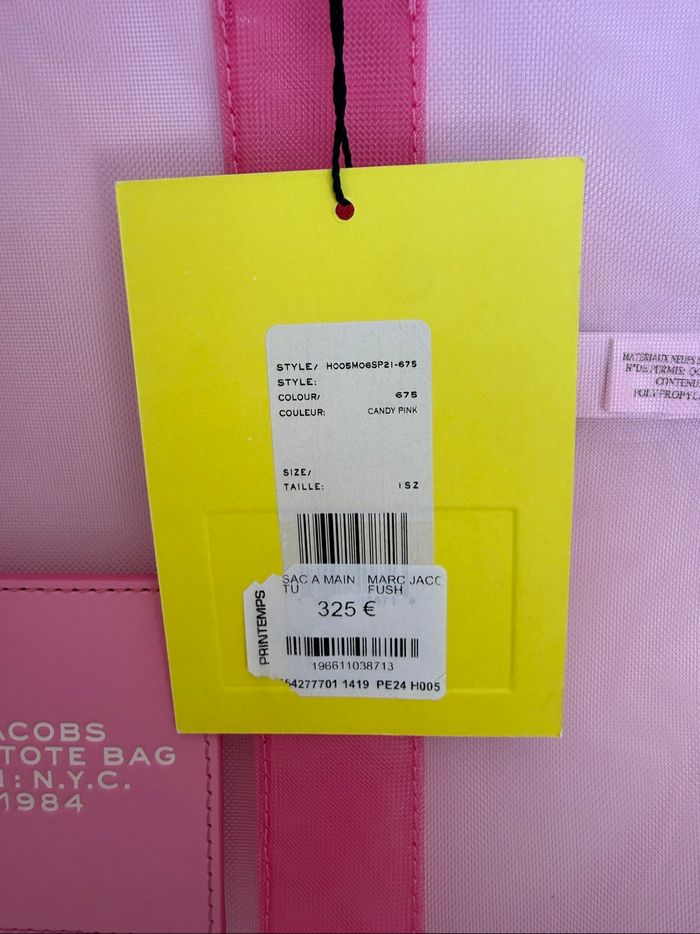 STYLE/ H005M06SP21-675
STYLE:
COLOUR/ 675
COULEUR: CANDY PINK
SIZE/
TAILLE: 1SZ
SAC A MAIN MARC JACC
TU FUSH
325 €
PRINTEMPS
196611038713
54277701 1419 PE24 H005
MATERIAUX NEUFS
N° DE PERMIS:
CONTENU
POLYPROPYL
ACOBS
TOTE BAG
: N.Y.C.
1984